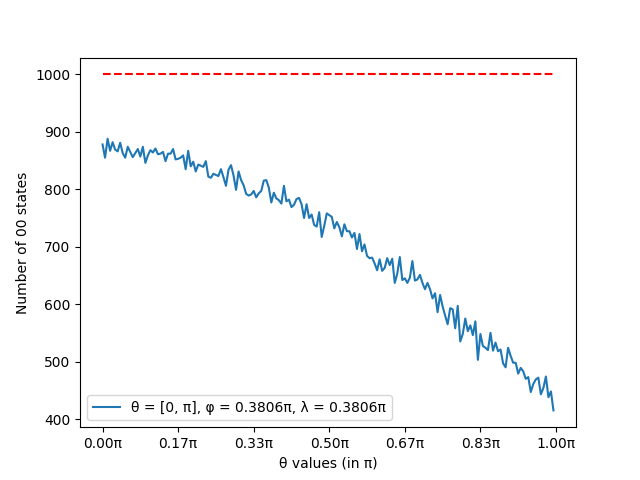 1000
900
800
700
600
500
400
Number of 00 states
θ = [0, π], φ = 0.3806π, λ = 0.3806π
0.00π 0.17π 0.33π 0.50π 0.67π 0.83π 1.00π
θ values (in π)